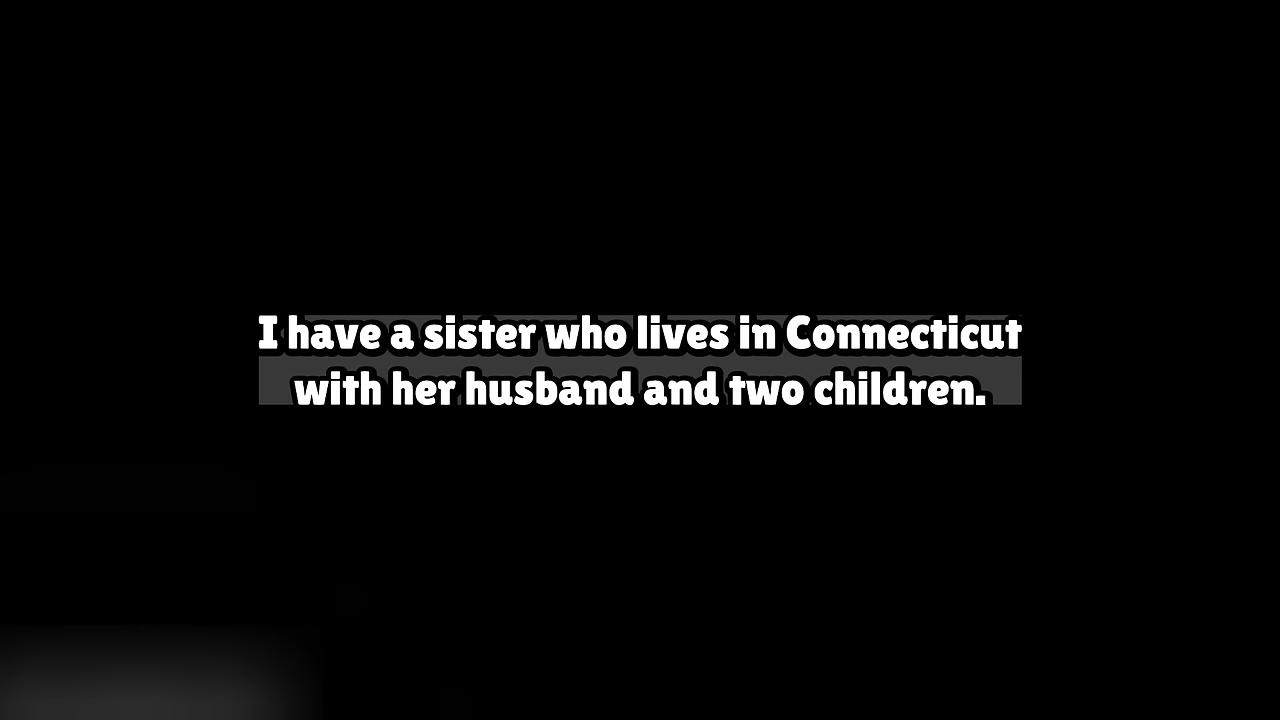 I have a sister who lives in Connecticut
with her husband and two children.